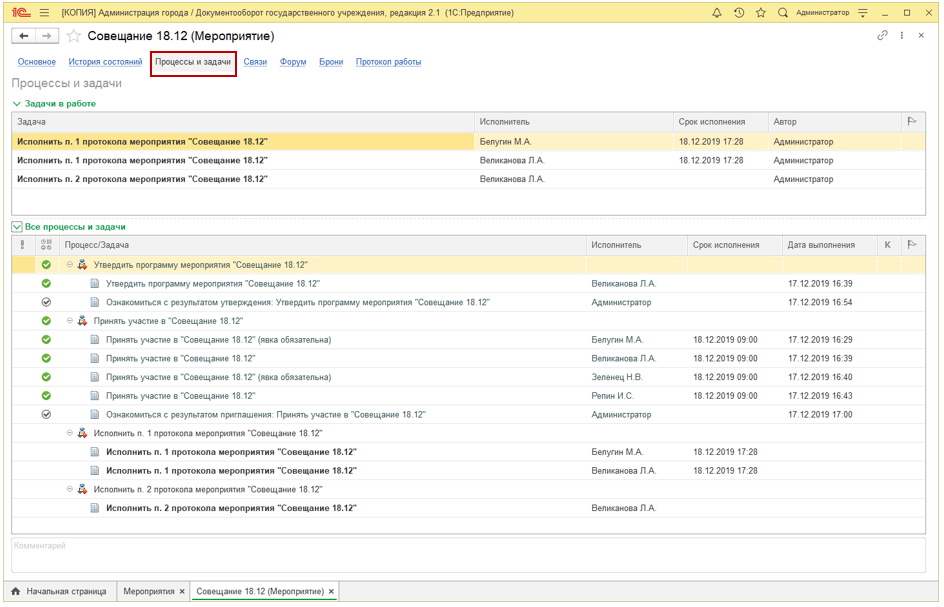 1С [КОПИЯ] Администрация города / Документооборот государственного учреждения, редакция 2.1 (1С:Предприятие) Администратор
Совещание 18.12 (Мероприятие)
Основное История состояний Процессы и задачи Связи Форум Брони Протокол работы
Процессы и задачи
Задачи в работе
Задача Исполнитель Срок исполнения Автор
Исполнить п. 1 протокола мероприятия "Совещание 18.12" Белугин М.А. 18.12.2019 17:28 Администратор
Исполнить п. 1 протокола мероприятия "Совещание 18.12" Великанова Л.А. 18.12.2019 17:28 Администратор
Исполнить п. 2 протокола мероприятия "Совещание 18.12" Великанова Л.А. Администратор
Все процессы и задачи
! Процесс/Задача Исполнитель Срок исполнения Дата выполнения К
Утвердить программу мероприятия "Совещание 18.12"
Утвердить программу мероприятия "Совещание 18.12" Великанова Л.А. 17.12.2019 16:39
Ознакомиться с результатом утверждения: Утвердить программу мероприятия "Совещание 18.12" Администратор 17.12.2019 16:54
Принять участие в "Совещание 18.12"
Принять участие в "Совещание 18.12" (явка обязательна) Белугин М.А. 18.12.2019 09:00 17.12.2019 16:29
Принять участие в "Совещание 18.12" Великанова Л.А. 18.12.2019 09:00 17.12.2019 16:39
Принять участие в "Совещание 18.12" (явка обязательна) Зеленец Н.В. 18.12.2019 09:00 17.12.2019 16:40
Принять участие в "Совещание 18.12" Репин И.С. 18.12.2019 09:00 17.12.2019 16:43
Ознакомиться с результатом приглашения: Принять участие в "Совещание 18.12" Администратор 17.12.2019 17:00
Исполнить п. 1 протокола мероприятия "Совещание 18.12"
Исполнить п. 1 протокола мероприятия "Совещание 18.12" Белугин М.А. 18.12.2019 17:28
Исполнить п. 1 протокола мероприятия "Совещание 18.12" Великанова Л.А. 18.12.2019 17:28
Исполнить п. 2 протокола мероприятия "Совещание 18.12"
Исполнить п. 2 протокола мероприятия "Совещание 18.12" Великанова Л.А.
Комментарий
Начальная страница Мероприятия × Совещание 18.12 (Мероприятие) ×